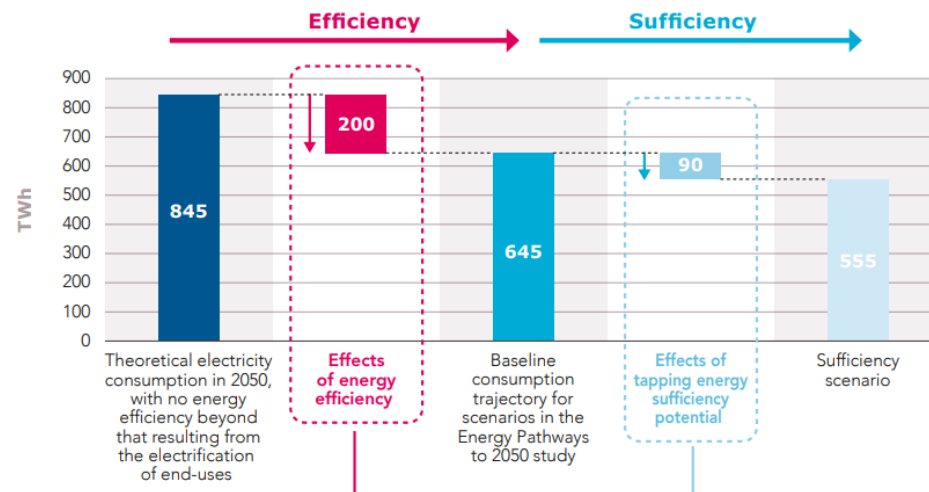 Efficiency
Sufficiency
TWh
900
800
700
600
500
400
300
200
100
0
845
200
645
90
555
Theoretical electricity
consumption in 2050,
with no energy
efficiency beyond
that resulting from
the electrification
of end-uses
Effects
of energy
efficiency
Baseline
consumption
trajectory for
scenarios in the
Energy Pathways
to 2050 study
Effects of
tapping energy
sufficiency
potential
Sufficiency
scenario